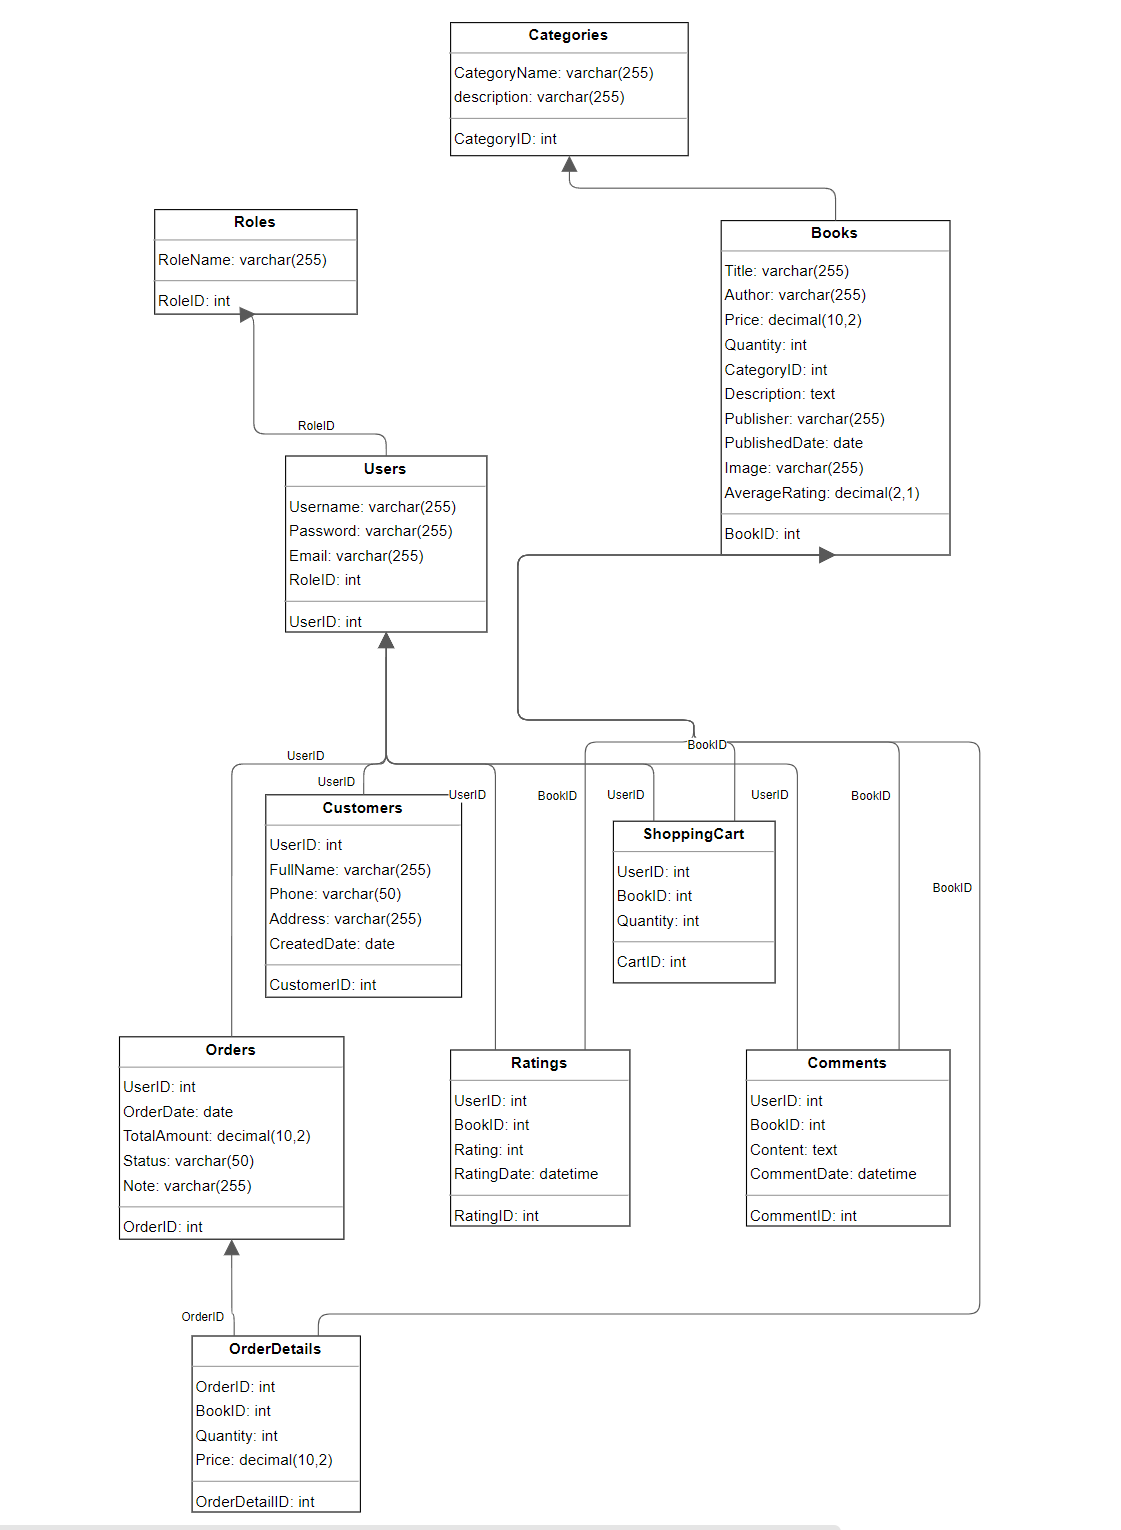 Categories
CategoryName: varchar(255)
description: varchar(255)
CategoryID: int
Roles
RoleName: varchar(255)
RoleID: int
Books
Title: varchar(255)
Author: varchar(255)
Price: decimal(10,2)
Quantity: int
CategoryID: int
Description: text
Publisher: varchar(255)
PublishedDate: date
Image: varchar(255)
AverageRating: decimal(2,1)
BookID: int
RoleID
Users
Username: varchar(255)
Password: varchar(255)
Email: varchar(255)
RoleID: int
UserID: int
BookID
UserID
UserID
UserID
BookID
UserID
UserID
BookID
BookID
Customers
UserID: int
FullName: varchar(255)
Phone: varchar(50)
Address: varchar(255)
CreatedDate: date
CustomerID: int
ShoppingCart
UserID: int
BookID: int
Quantity: int
CartID: int
Orders
UserID: int
OrderDate: date
TotalAmount: decimal(10,2)
Status: varchar(50)
Note: varchar(255)
OrderID: int
Ratings
UserID: int
BookID: int
Rating: int
RatingDate: datetime
RatingID: int
Comments
UserID: int
BookID: int
Content: text
CommentDate: datetime
CommentID: int
OrderID
OrderDetails
OrderID: int
BookID: int
Quantity: int
Price: decimal(10,2)
OrderDetailID: int